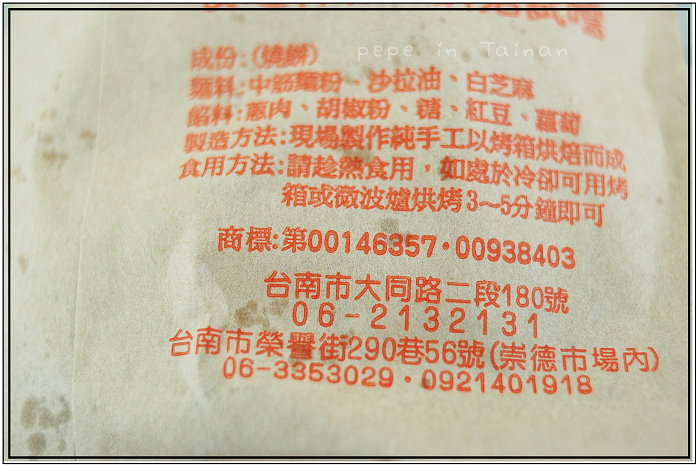 pepe in Tainan
成份:(燒餅)
麵料:中筋麵粉、沙拉油、白芝麻
餡料:蔥肉、胡椒粉、糖、紅豆、蘿蔔
製造方法:現場製作純手工以烤箱烘焙而成
食用方法:請趁熱食用,如處於冷卻可用烤
箱或微波爐烘烤3~5分鐘即可
商標:第00146357·00938403
台南市大同路二段180號
06-2132131
台南市榮譽街290巷56號(崇德市場內)
06-3353029·0921401918